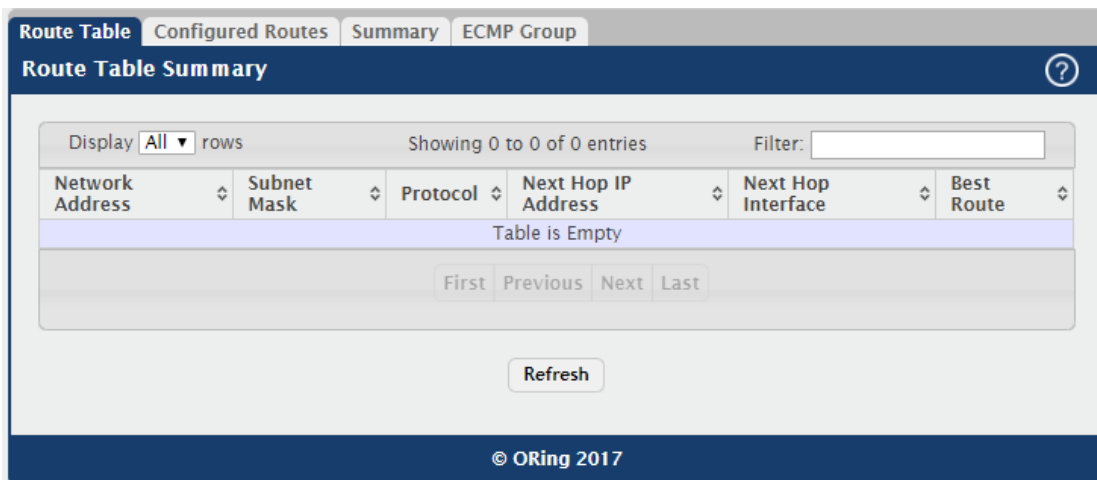 Route Table Configured Routes Summary ECMP Group
Route Table Summary ?
Display All ▼ rows Showing 0 to 0 of 0 entries Filter:
Network Address Subnet Mask Protocol Next Hop IP Address Next Hop Interface Best Route
Table is Empty
First Previous Next Last
Refresh
© ORing 2017